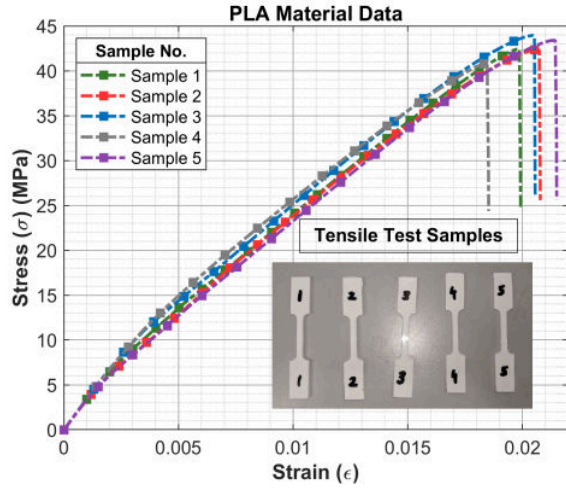 PLA Material Data
Sample No.
Sample 1
Sample 2
Sample 3
Sample 4
Sample 5
Stress (σ) (MPa)
45
40
35
30
25
20
15
10
5
0
Tensile Test Samples
1 2 3 4 5
1 2 3 4 5
0 0.005 0.01 0.015 0.02
Strain (ϵ)